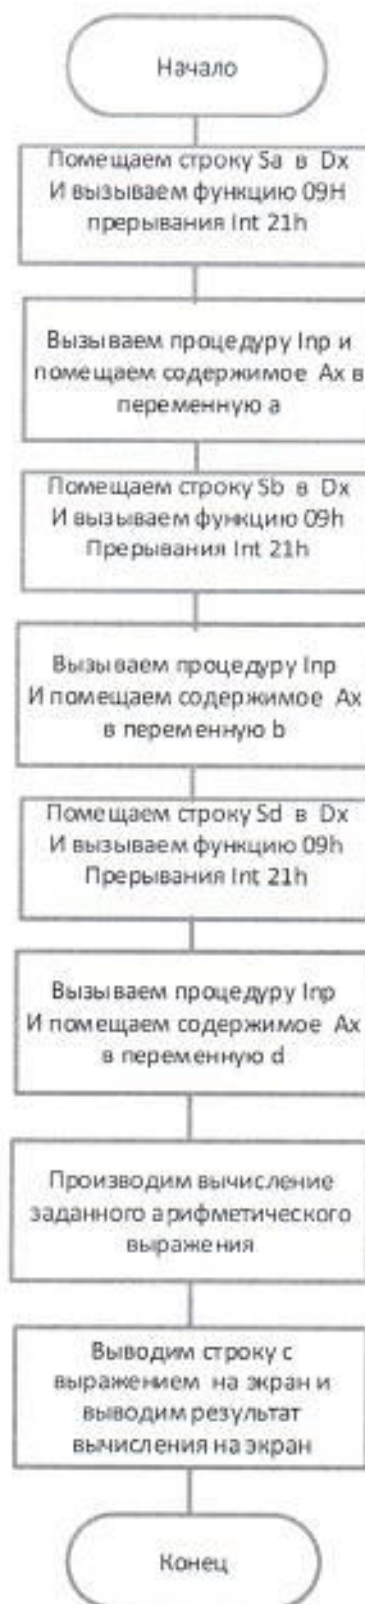 Начало
Помещаем строку Sa в Dx
И вызываем функцию 09H
прерывания Int 21h
Вызываем процедуру Inp и
помещаем содержимое Ax в
переменную a
Помещаем строку Sb в Dx
И вызываем функцию 09h
Прерывания Int 21h
Вызываем процедуру Inp
И помещаем содержимое Ax
в переменную b
Помещаем строку Sd в Dx
И вызываем функцию 09h
Прерывания Int 21h
Вызываем процедуру Inp
И помещаем содержимое Ax
в переменную d
Производим вычисление
заданного арифметического
выражения
Выводим строку с
выражением на экран и
выводим результат
вычисления на экран
Конец